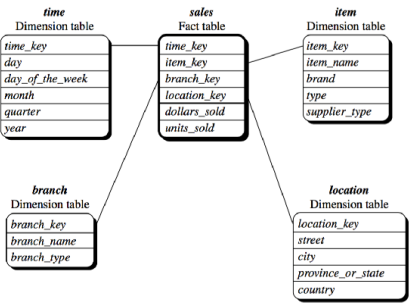 time
Dimension table
time_key
day
day_of_the_week
month
quarter
year
sales
Fact table
time_key
item_key
branch_key
location_key
dollars_sold
units_sold
item
Dimension table
item_key
item_name
brand
type
supplier_type
branch
Dimension table
branch_key
branch_name
branch_type
location
Dimension table
location_key
street
city
province_or_state
country